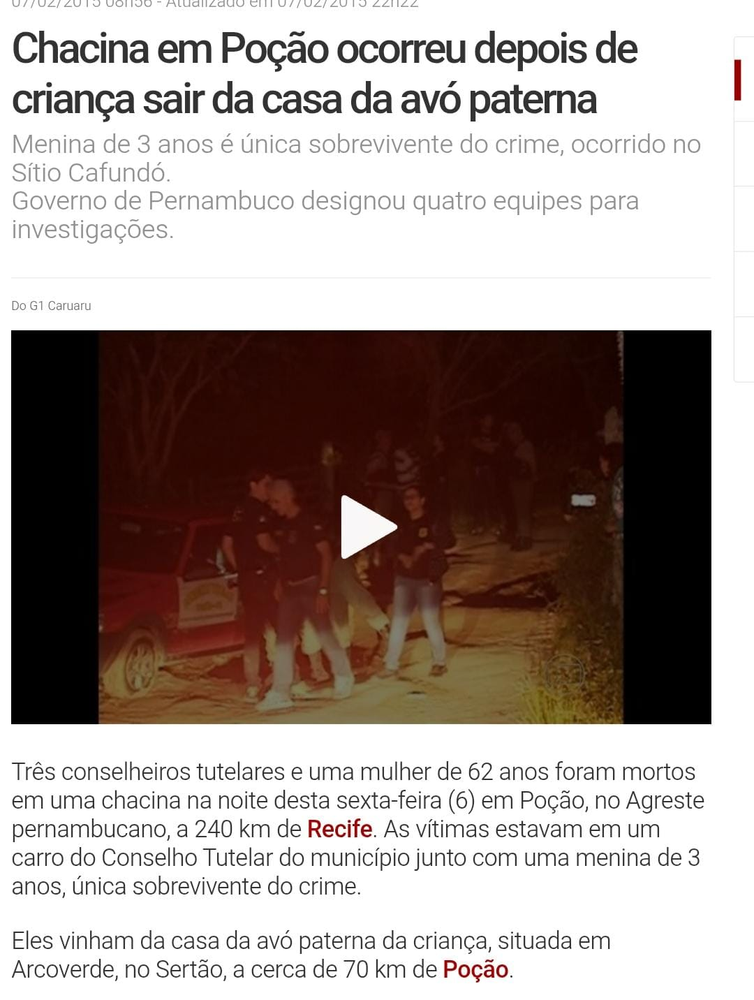 07/02/2015 08h56 - Atualizado em 07/02/2015 22h22
Chacina em Poção ocorreu depois de
criança sair da casa da avó paterna
Menina de 3 anos é única sobrevivente do crime, ocorrido no
Sítio Cafundó.
Governo de Pernambuco designou quatro equipes para
investigações.
Do G1 Caruaru
Três conselheiros tutelares e uma mulher de 62 anos foram mortos
em uma chacina na noite desta sexta-feira (6) em Poção, no Agreste
pernambucano, a 240 km de Recife. As vítimas estavam em um
carro do Conselho Tutelar do município junto com uma menina de 3
anos, única sobrevivente do crime.
Eles vinham da casa da avó paterna da criança, situada em
Arcoverde, no Sertão, a cerca de 70 km de Poção.